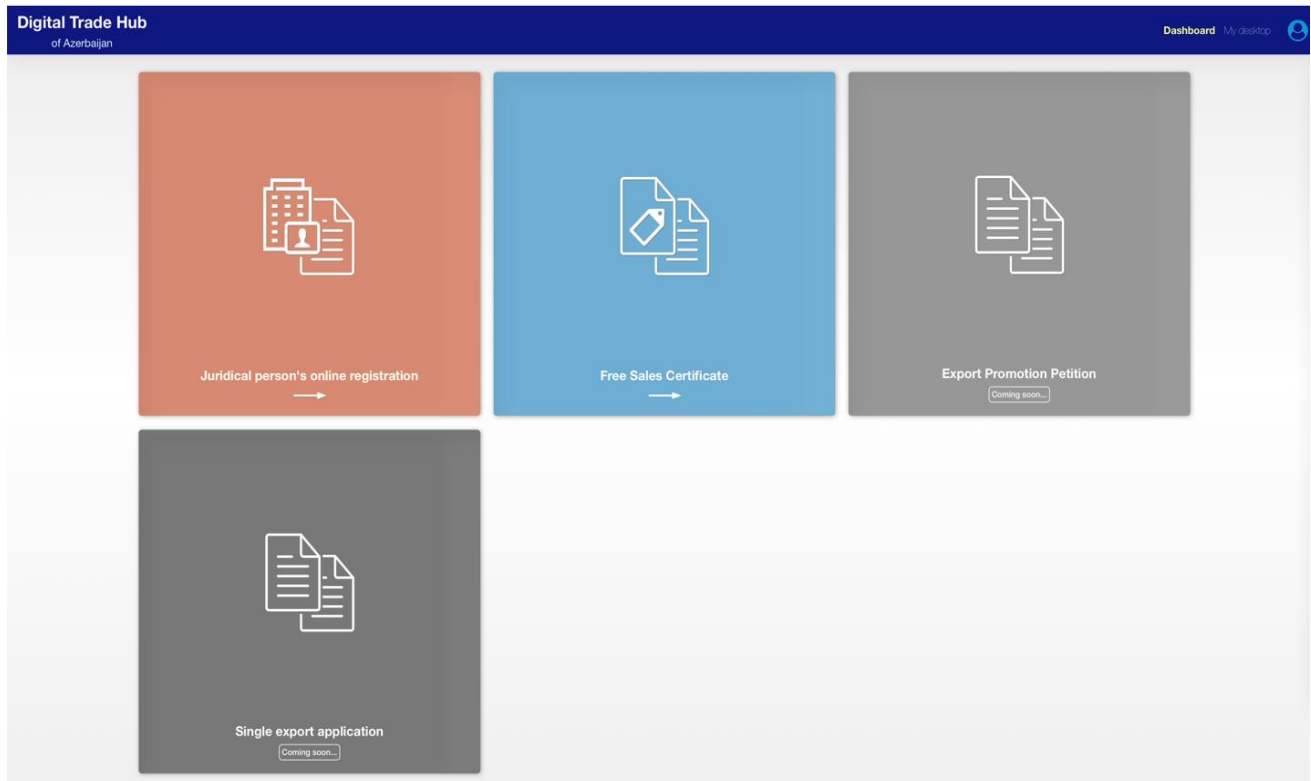 Digital Trade Hub
of Azerbaijan
Dashboard My desktop
Juridical person's online registration
Free Sales Certificate
Export Promotion Petition
Coming soon...
Single export application
Coming soon...